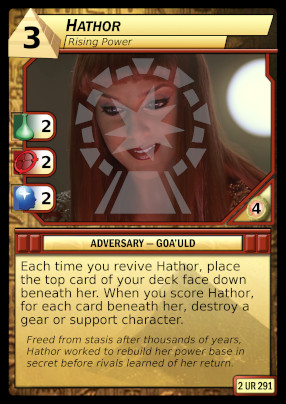 3
HATHOR
Rising Power
2
2
2
4
ADVERSARY – GOA'ULD
Each time you revive Hathor, place
the top card of your deck face down
beneath her. When you score Hathor,
for each card beneath her, destroy a
gear or support character.
Freed from stasis after thousands of years,
Hathor worked to rebuild her power base in
secret before rivals learned of her return.
2 UR 291